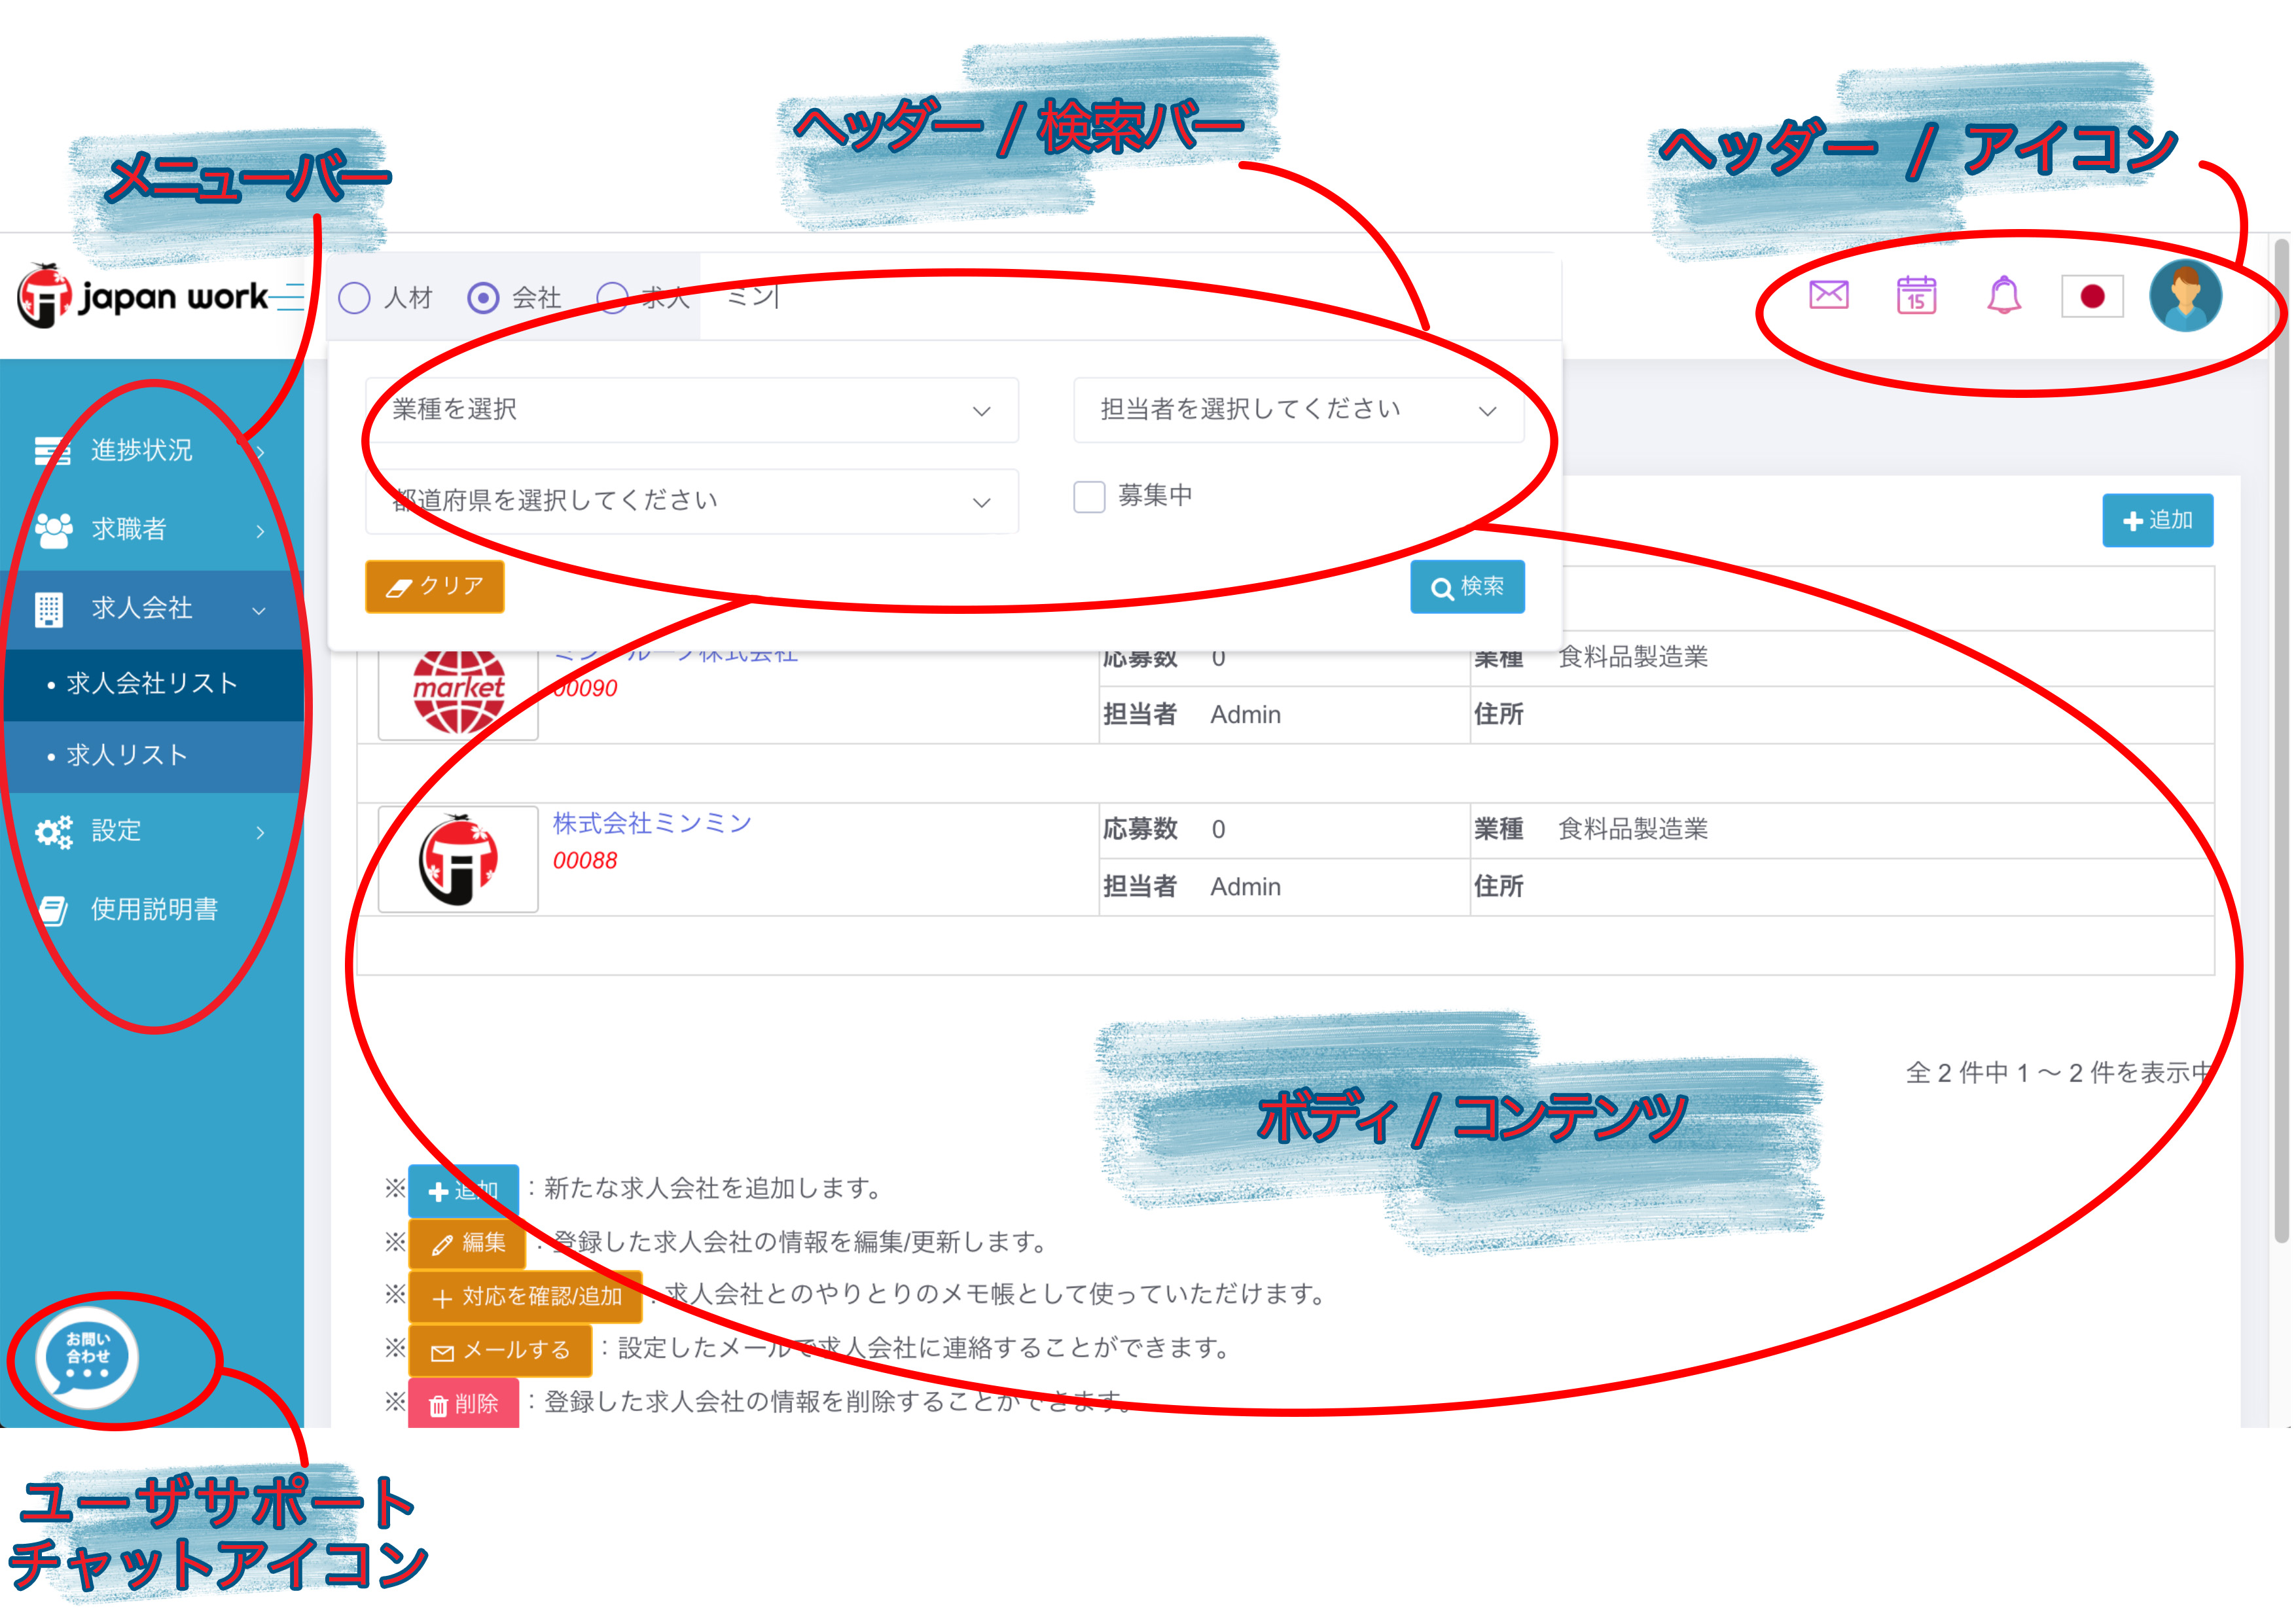 ヘッダー / 検索バー
ヘッダー / アイコン
メニューバー
japan work
人材 会社 求人 ミン
15
業種を選択
担当者を選択してください
都道府県を選択してください
募集中
クリア
検索
進捗状況
求職者
求人会社
• 求人会社リスト
• 求人リスト
設定
使用説明書
追加
market
株式会社
00090
応募数 0
業種 食料品製造業
担当者 Admin
住所
株式会社ミンミン
00088
応募数 0
業種 食料品製造業
担当者 Admin
住所
全 2 件中 1 ～ 2 件を表示中
ボディ / コンテンツ
※ 追加 : 新たな求人会社を追加します。
※ 編集 : 登録した求人会社の情報を編集/更新します。
※ 対応を確認/追加 : 求人会社とのやりとりのメモ帳として使っていただけます。
※ メールする : 設定したメールで求人会社に連絡することができます。
※ 削除 : 登録した求人会社の情報を削除することができます。
お問い
合わせ
ユーザサポート
チャットアイコン